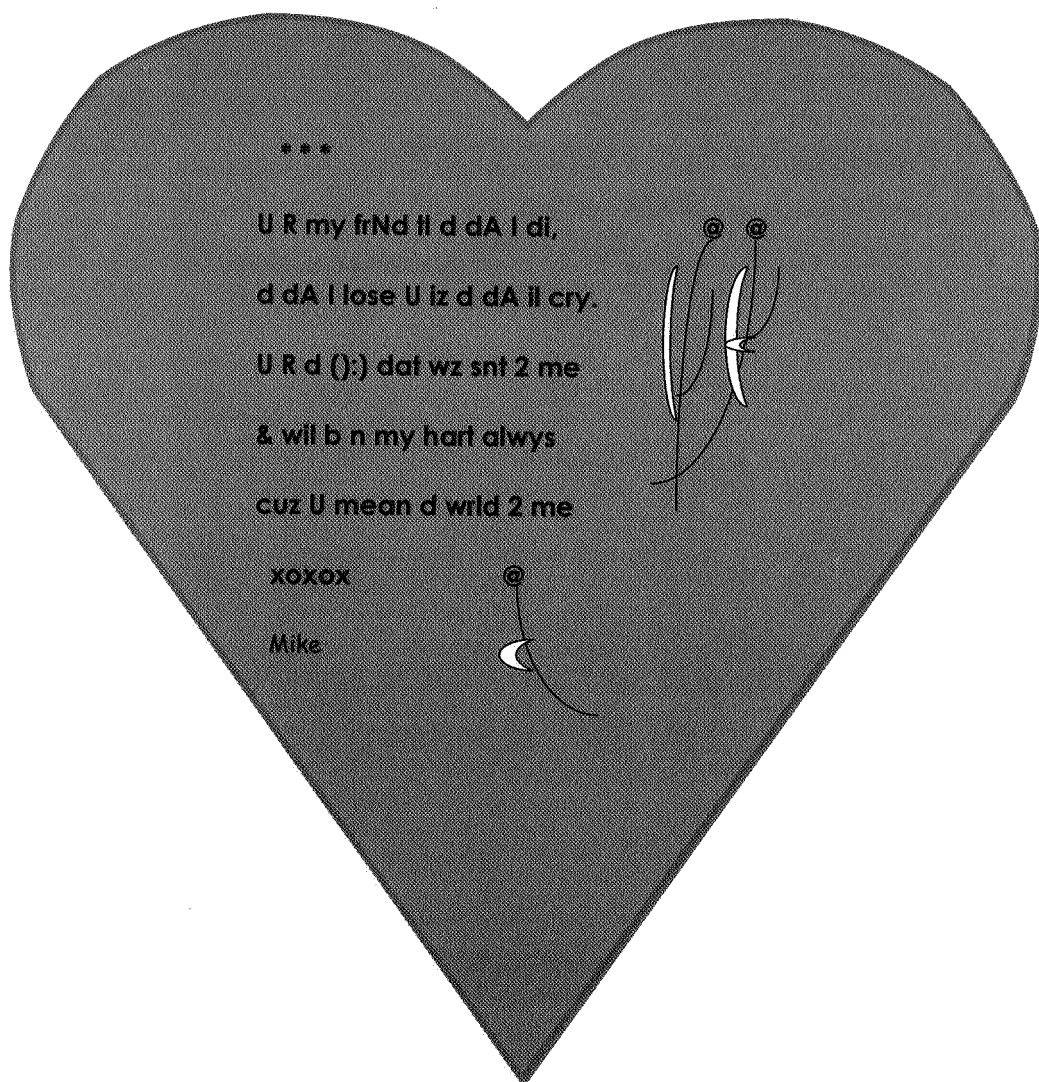 • • •
U R my frNd tl d dA I di,
d dA I lose U iz d dA il cry.
U R d ():) dat wz snt 2 me
& wil b n my hart alwys
cuz U mean d wrld 2 me
xoxox
Mike
@ @
@